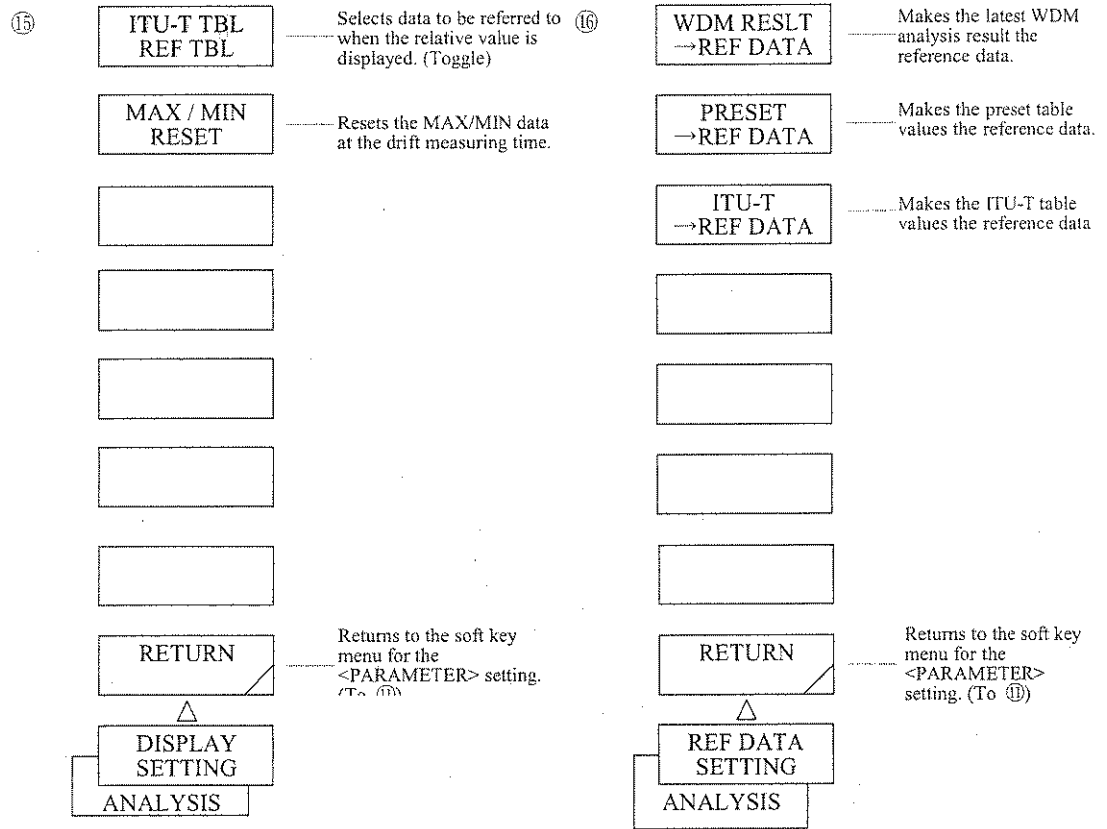 ⑮
ITU-T TBL
REF TBL
Selects data to be referred to
when the relative value is
displayed. (Toggle)
MAX / MIN
RESET
Resets the MAX/MIN data
at the drift measuring time.
RETURN
Returns to the soft key
menu for the
<PARAMETER> setting.
(To ⑪)
DISPLAY
SETTING
ANALYSIS
⑯
WDM RESLT
→REF DATA
Makes the latest WDM
analysis result the
reference data.
PRESET
→REF DATA
Makes the preset table
values the reference data.
ITU-T
→REF DATA
Makes the ITU-T table
values the reference data
RETURN
Returns to the soft key
menu for the
<PARAMETER>
setting. (To ⑪)
REF DATA
SETTING
ANALYSIS